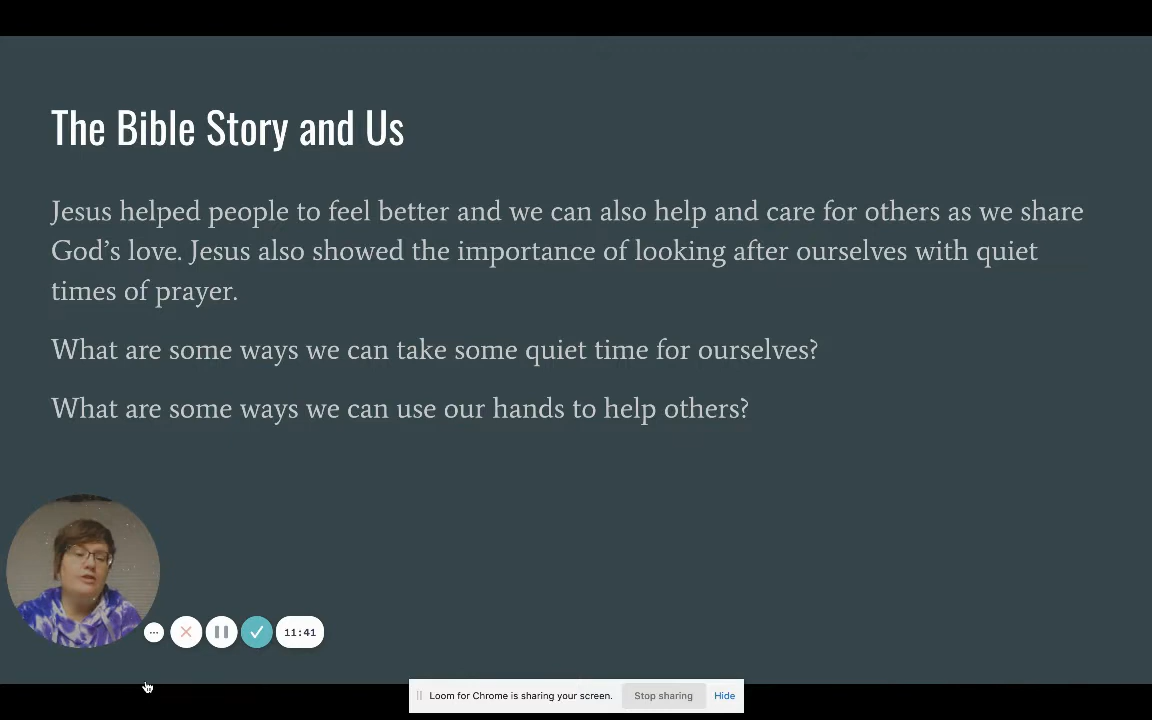 The Bible Story and Us
Jesus helped people to feel better and we can also help and care for others as we share
God’s love. Jesus also showed the importance of looking after ourselves with quiet
times of prayer.
What are some ways we can take some quiet time for ourselves?
What are some ways we can use our hands to help others?
11:41
Loom for Chrome is sharing your screen. Stop sharing Hide